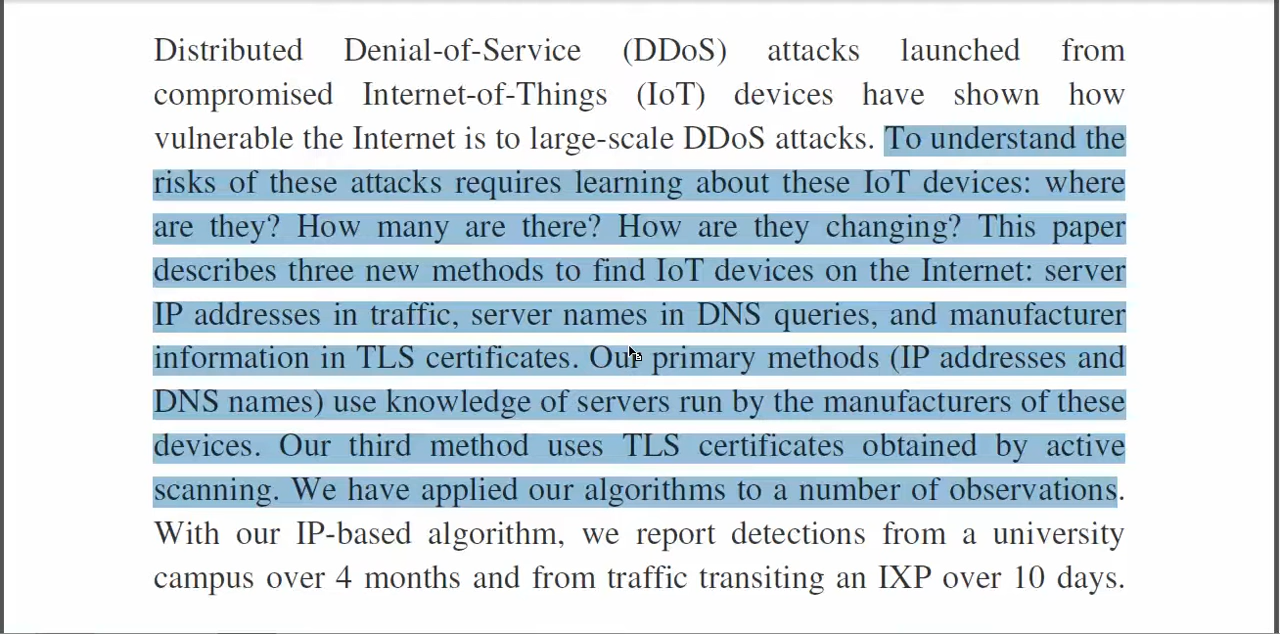 Distributed Denial-of-Service (DDoS) attacks launched from
compromised Internet-of-Things (IoT) devices have shown how
vulnerable the Internet is to large-scale DDoS attacks. To understand the
risks of these attacks requires learning about these IoT devices: where
are they? How many are there? How are they changing? This paper
describes three new methods to find IoT devices on the Internet: server
IP addresses in traffic, server names in DNS queries, and manufacturer
information in TLS certificates. Our primary methods (IP addresses and
DNS names) use knowledge of servers run by the manufacturers of these
devices. Our third method uses TLS certificates obtained by active
scanning. We have applied our algorithms to a number of observations.
With our IP-based algorithm, we report detections from a university
campus over 4 months and from traffic transiting an IXP over 10 days.